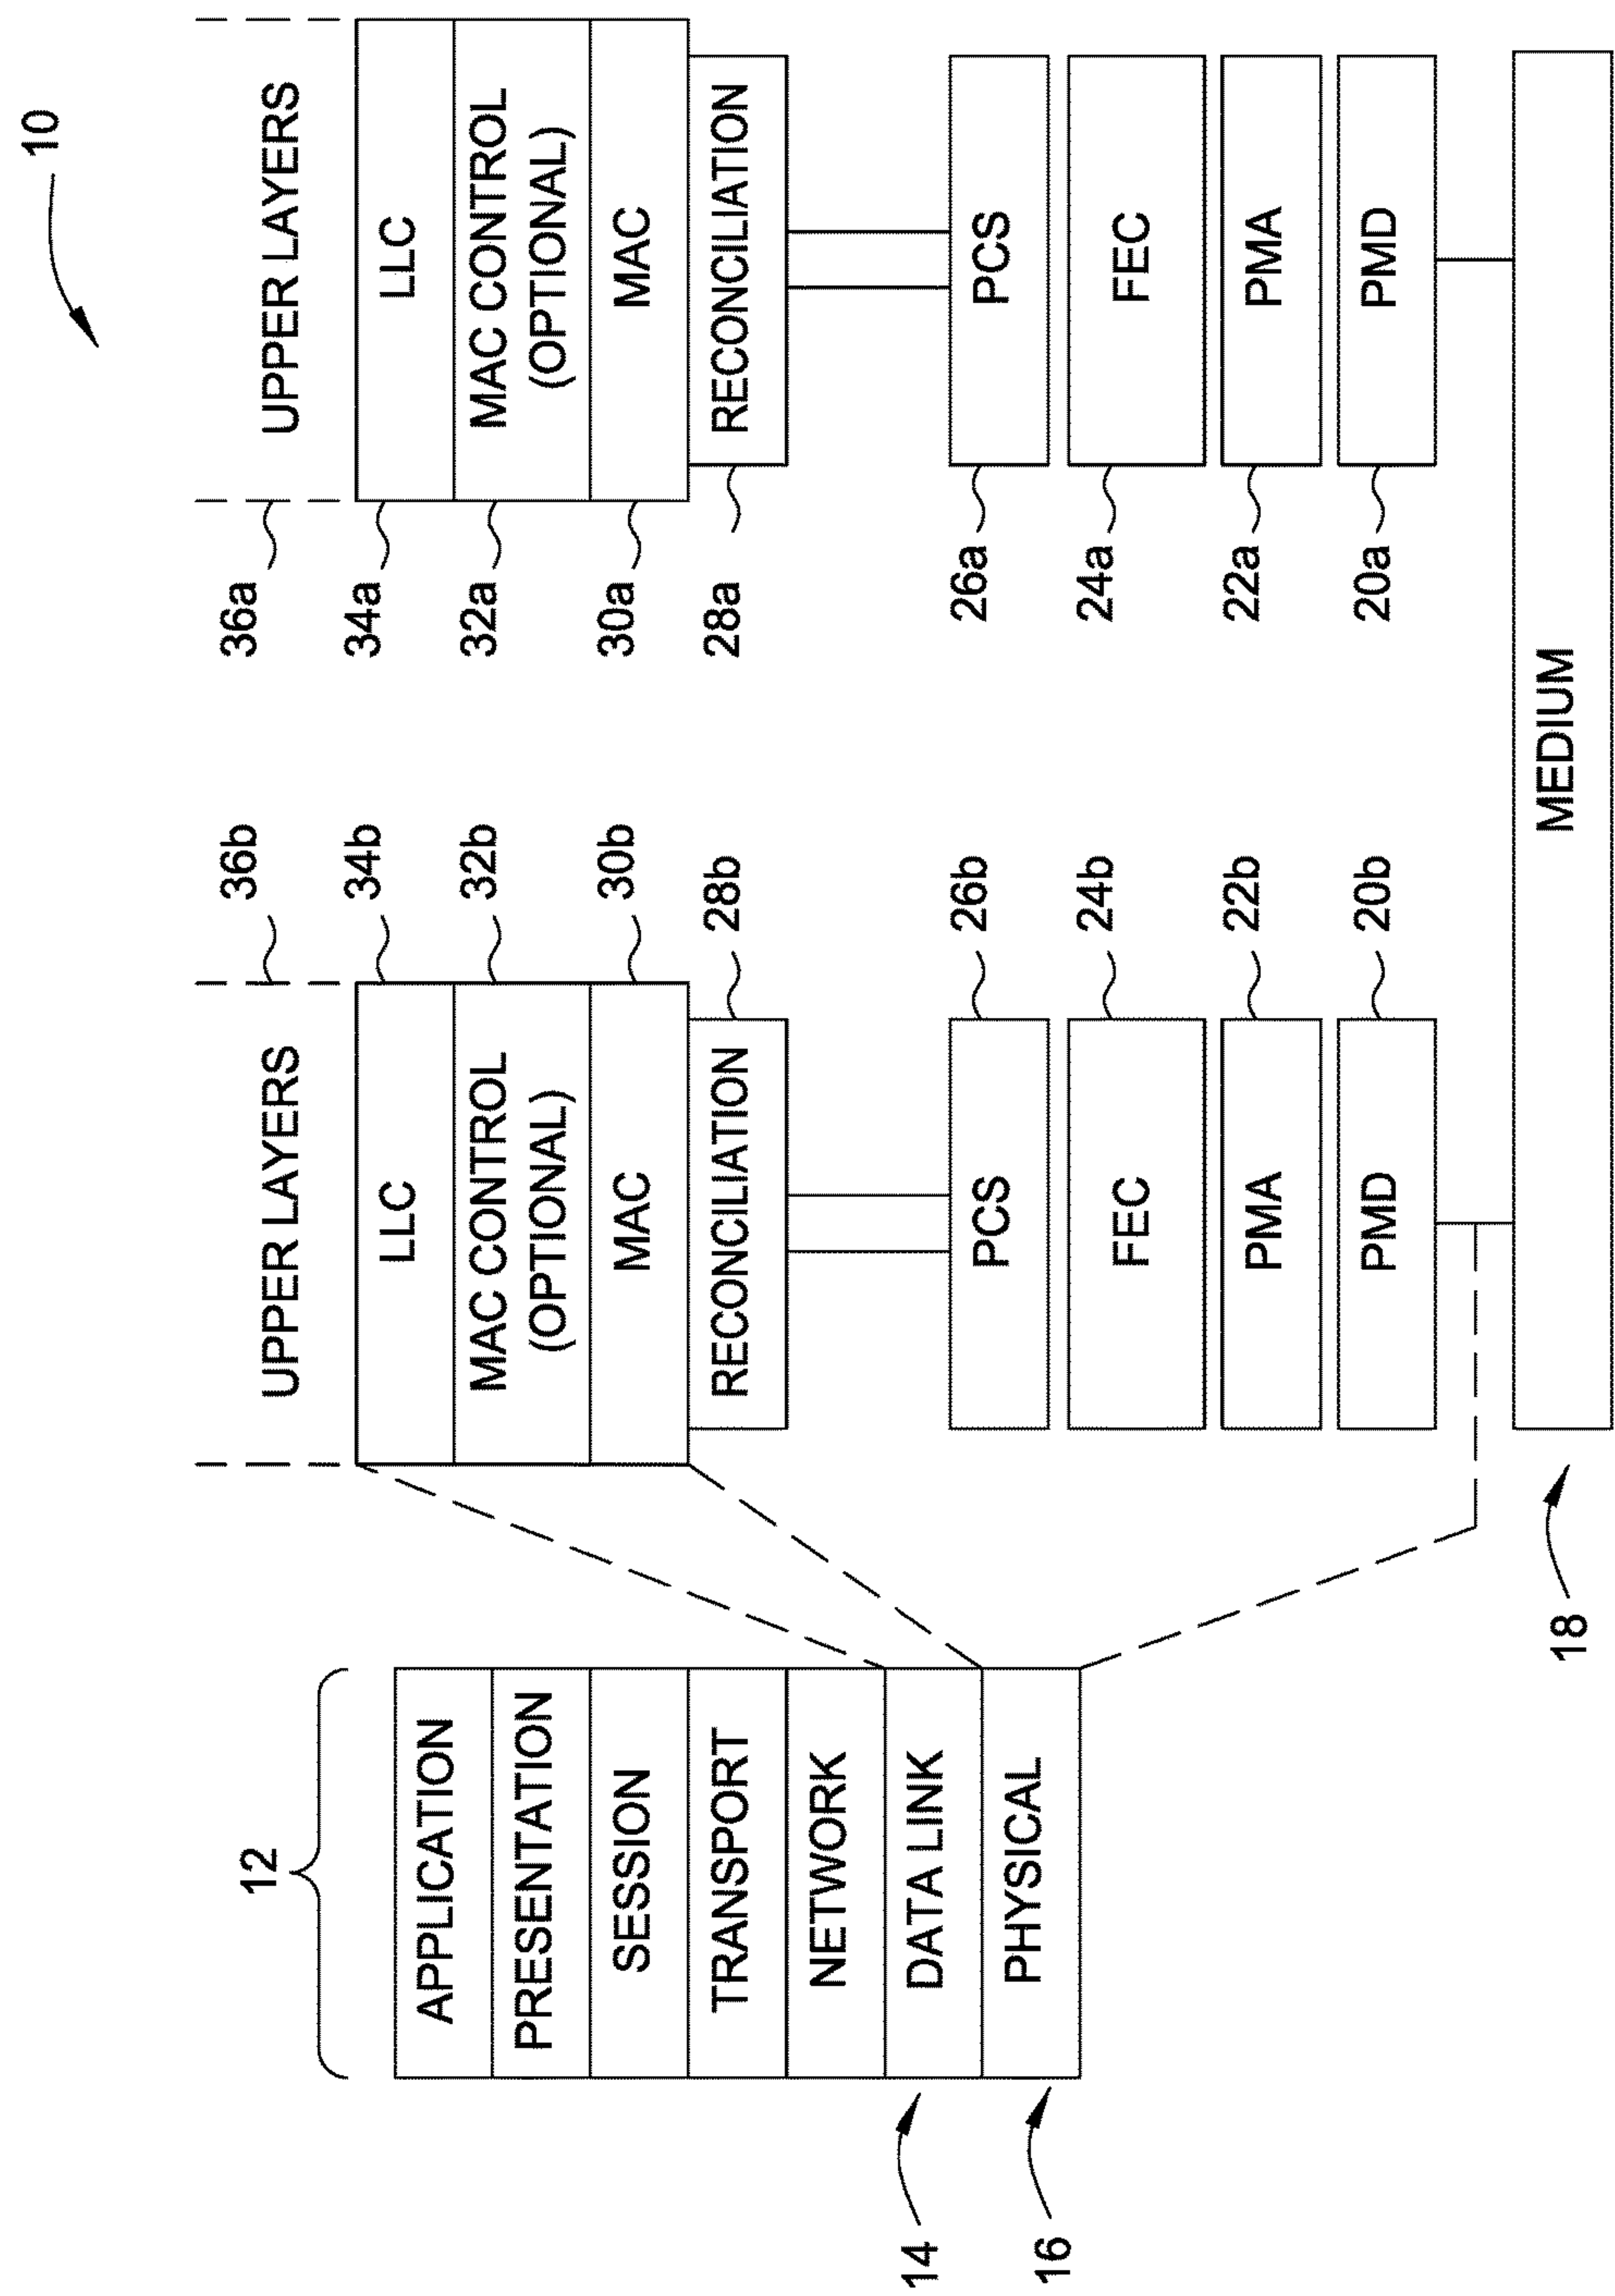 10
12
APPLICATION
PRESENTATION
SESSION
TRANSPORT
NETWORK
DATA LINK
PHYSICAL
14
16
UPPER LAYERS
LLC
MAC CONTROL
(OPTIONAL)
MAC
RECONCILIATION
PCS
FEC
PMA
PMD
36b
34b
32b
30b
28b
26b
24b
22b
20b
36a
34a
32a
30a
28a
26a
24a
22a
20a
UPPER LAYERS
LLC
MAC CONTROL
(OPTIONAL)
MAC
RECONCILIATION
PCS
FEC
PMA
PMD
MEDIUM
18